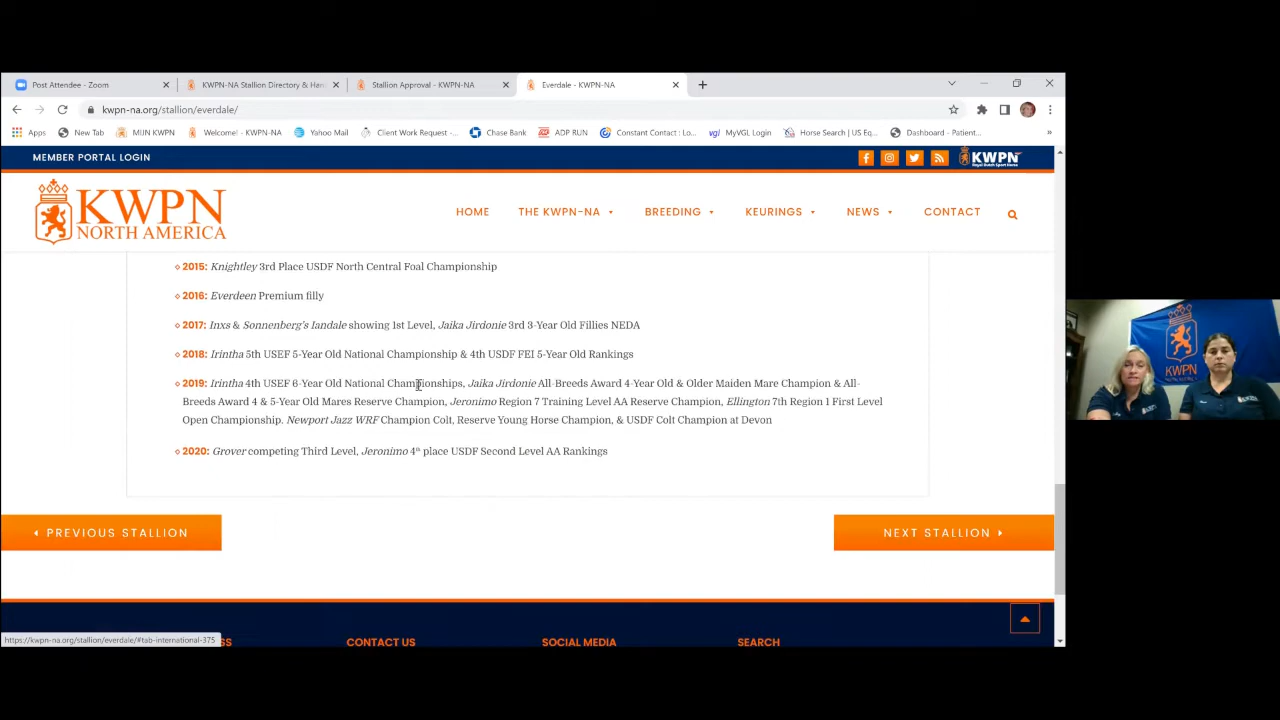 Post Attendee - Zoom
KWPN-NA Stallion Directory & Han
Stallion Approval - KWPN-NA
Everdale - KWPN-NA
kwpn-na.org/stallion/everdale/
Apps
New Tab
MIJN KWPN
Welcome! - KWPN-NA
Yahoo Mail
Client Work Request -...
Chase Bank
ADP RUN
Constant Contact : Lo...
vgl MyVGL Login
Horse Search | US Eq...
Dashboard - Patient...
MEMBER PORTAL LOGIN
KWPN
KWPN
NORTH AMERICA
HOME
THE KWPN-NA
BREEDING
KEURINGS
NEWS
CONTACT
2015: Knightley 3rd Place USDF North Central Foal Championship
2016: Everdeen Premium filly
2017: Inxs & Sonnenberg's Iandale showing 1st Level, Jaika Jirdonie 3rd 3-Year Old Fillies NEDA
2018: Irintha 5th USEF 5-Year Old National Championship & 4th USDF FEI 5-Year Old Rankings
2019: Irintha 4th USEF 6-Year Old National Championships, Jaika Jirdonie All-Breeds Award 4-Year Old & Older Maiden Mare Champion & All-
Breeds Award 4 & 5-Year Old Mares Reserve Champion, Jeronimo Region 7 Training Level AA Reserve Champion, Ellington 7th Region 1 First Level
Open Championship. Newport Jazz WRF Champion Colt, Reserve Young Horse Champion, & USDF Colt Champion at Devon
2020: Grover competing Third Level, Jeronimo 4th place USDF Second Level AA Rankings
PREVIOUS STALLION
NEXT STALLION
https://kwpn-na.org/stallion/everdale/#tab-international-375
SS
CONTACT US
SOCIAL MEDIA
SEARCH
KWPN